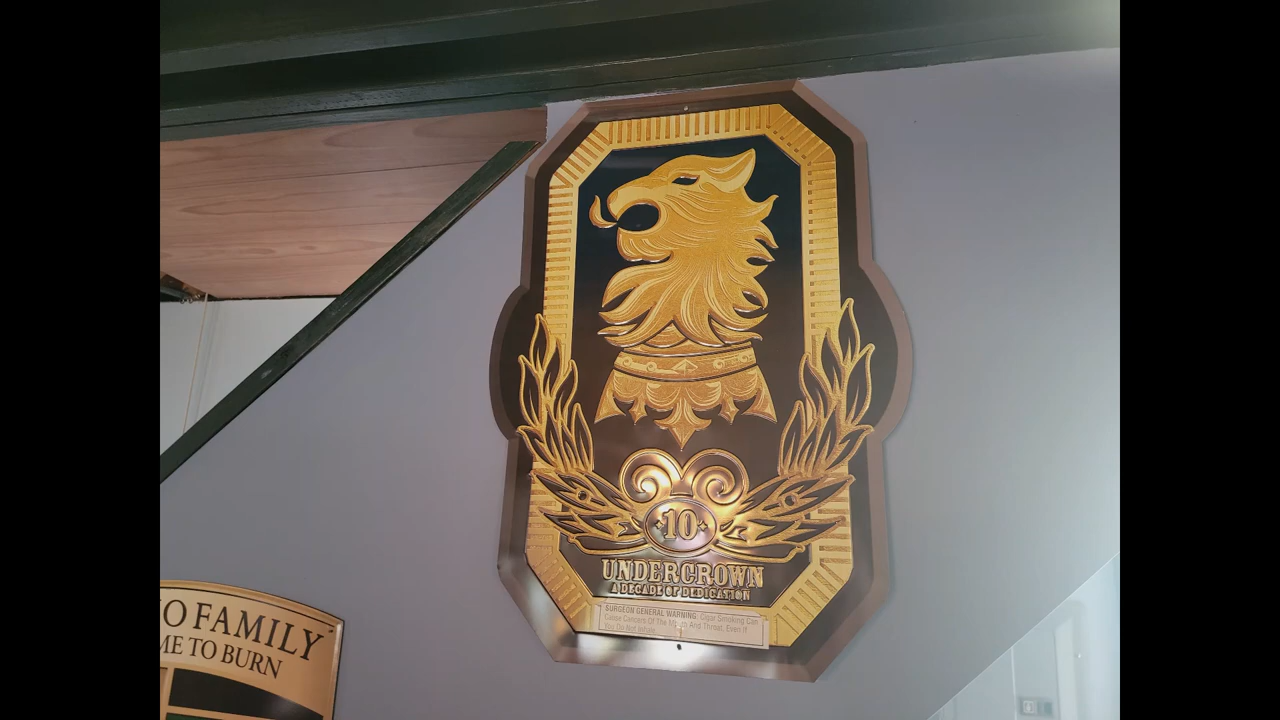 10
UNDERCROWN
A DECADE OF DEDICATION
SURGEON GENERAL WARNING: Cigar Smoking Can
Cause Cancers Of The Mouth And Throat, Even If
You Do Not Inhale.
O FAMILY
ME TO BURN